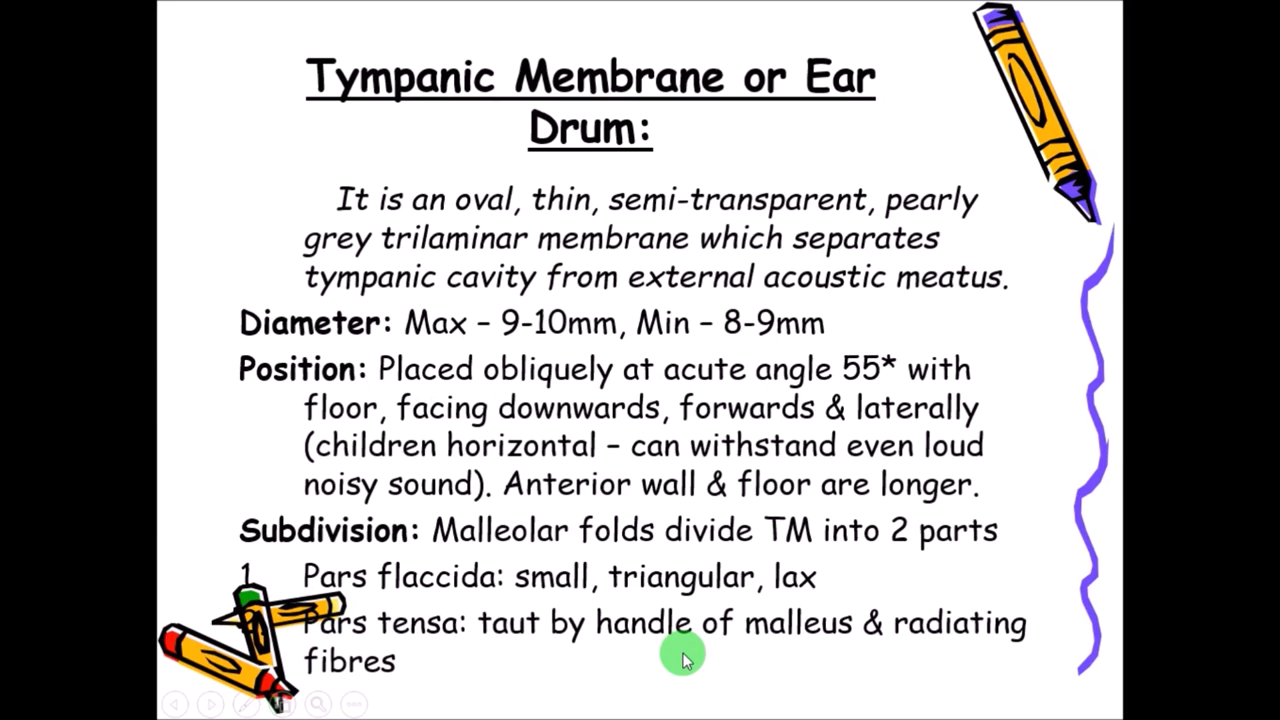 Tympanic Membrane or Ear
Drum:
It is an oval, thin, semi-transparent, pearly
grey trilaminar membrane which separates
tympanic cavity from external acoustic meatus.
Diameter: Max – 9-10mm, Min – 8-9mm
Position: Placed obliquely at acute angle 55* with
floor, facing downwards, forwards & laterally
(children horizontal – can withstand even loud
noisy sound). Anterior wall & floor are longer.
Subdivision: Malleolar folds divide TM into 2 parts
1. Pars flaccida: small, triangular, lax
Pars tensa: taut by handle of malleus & radiating
fibres